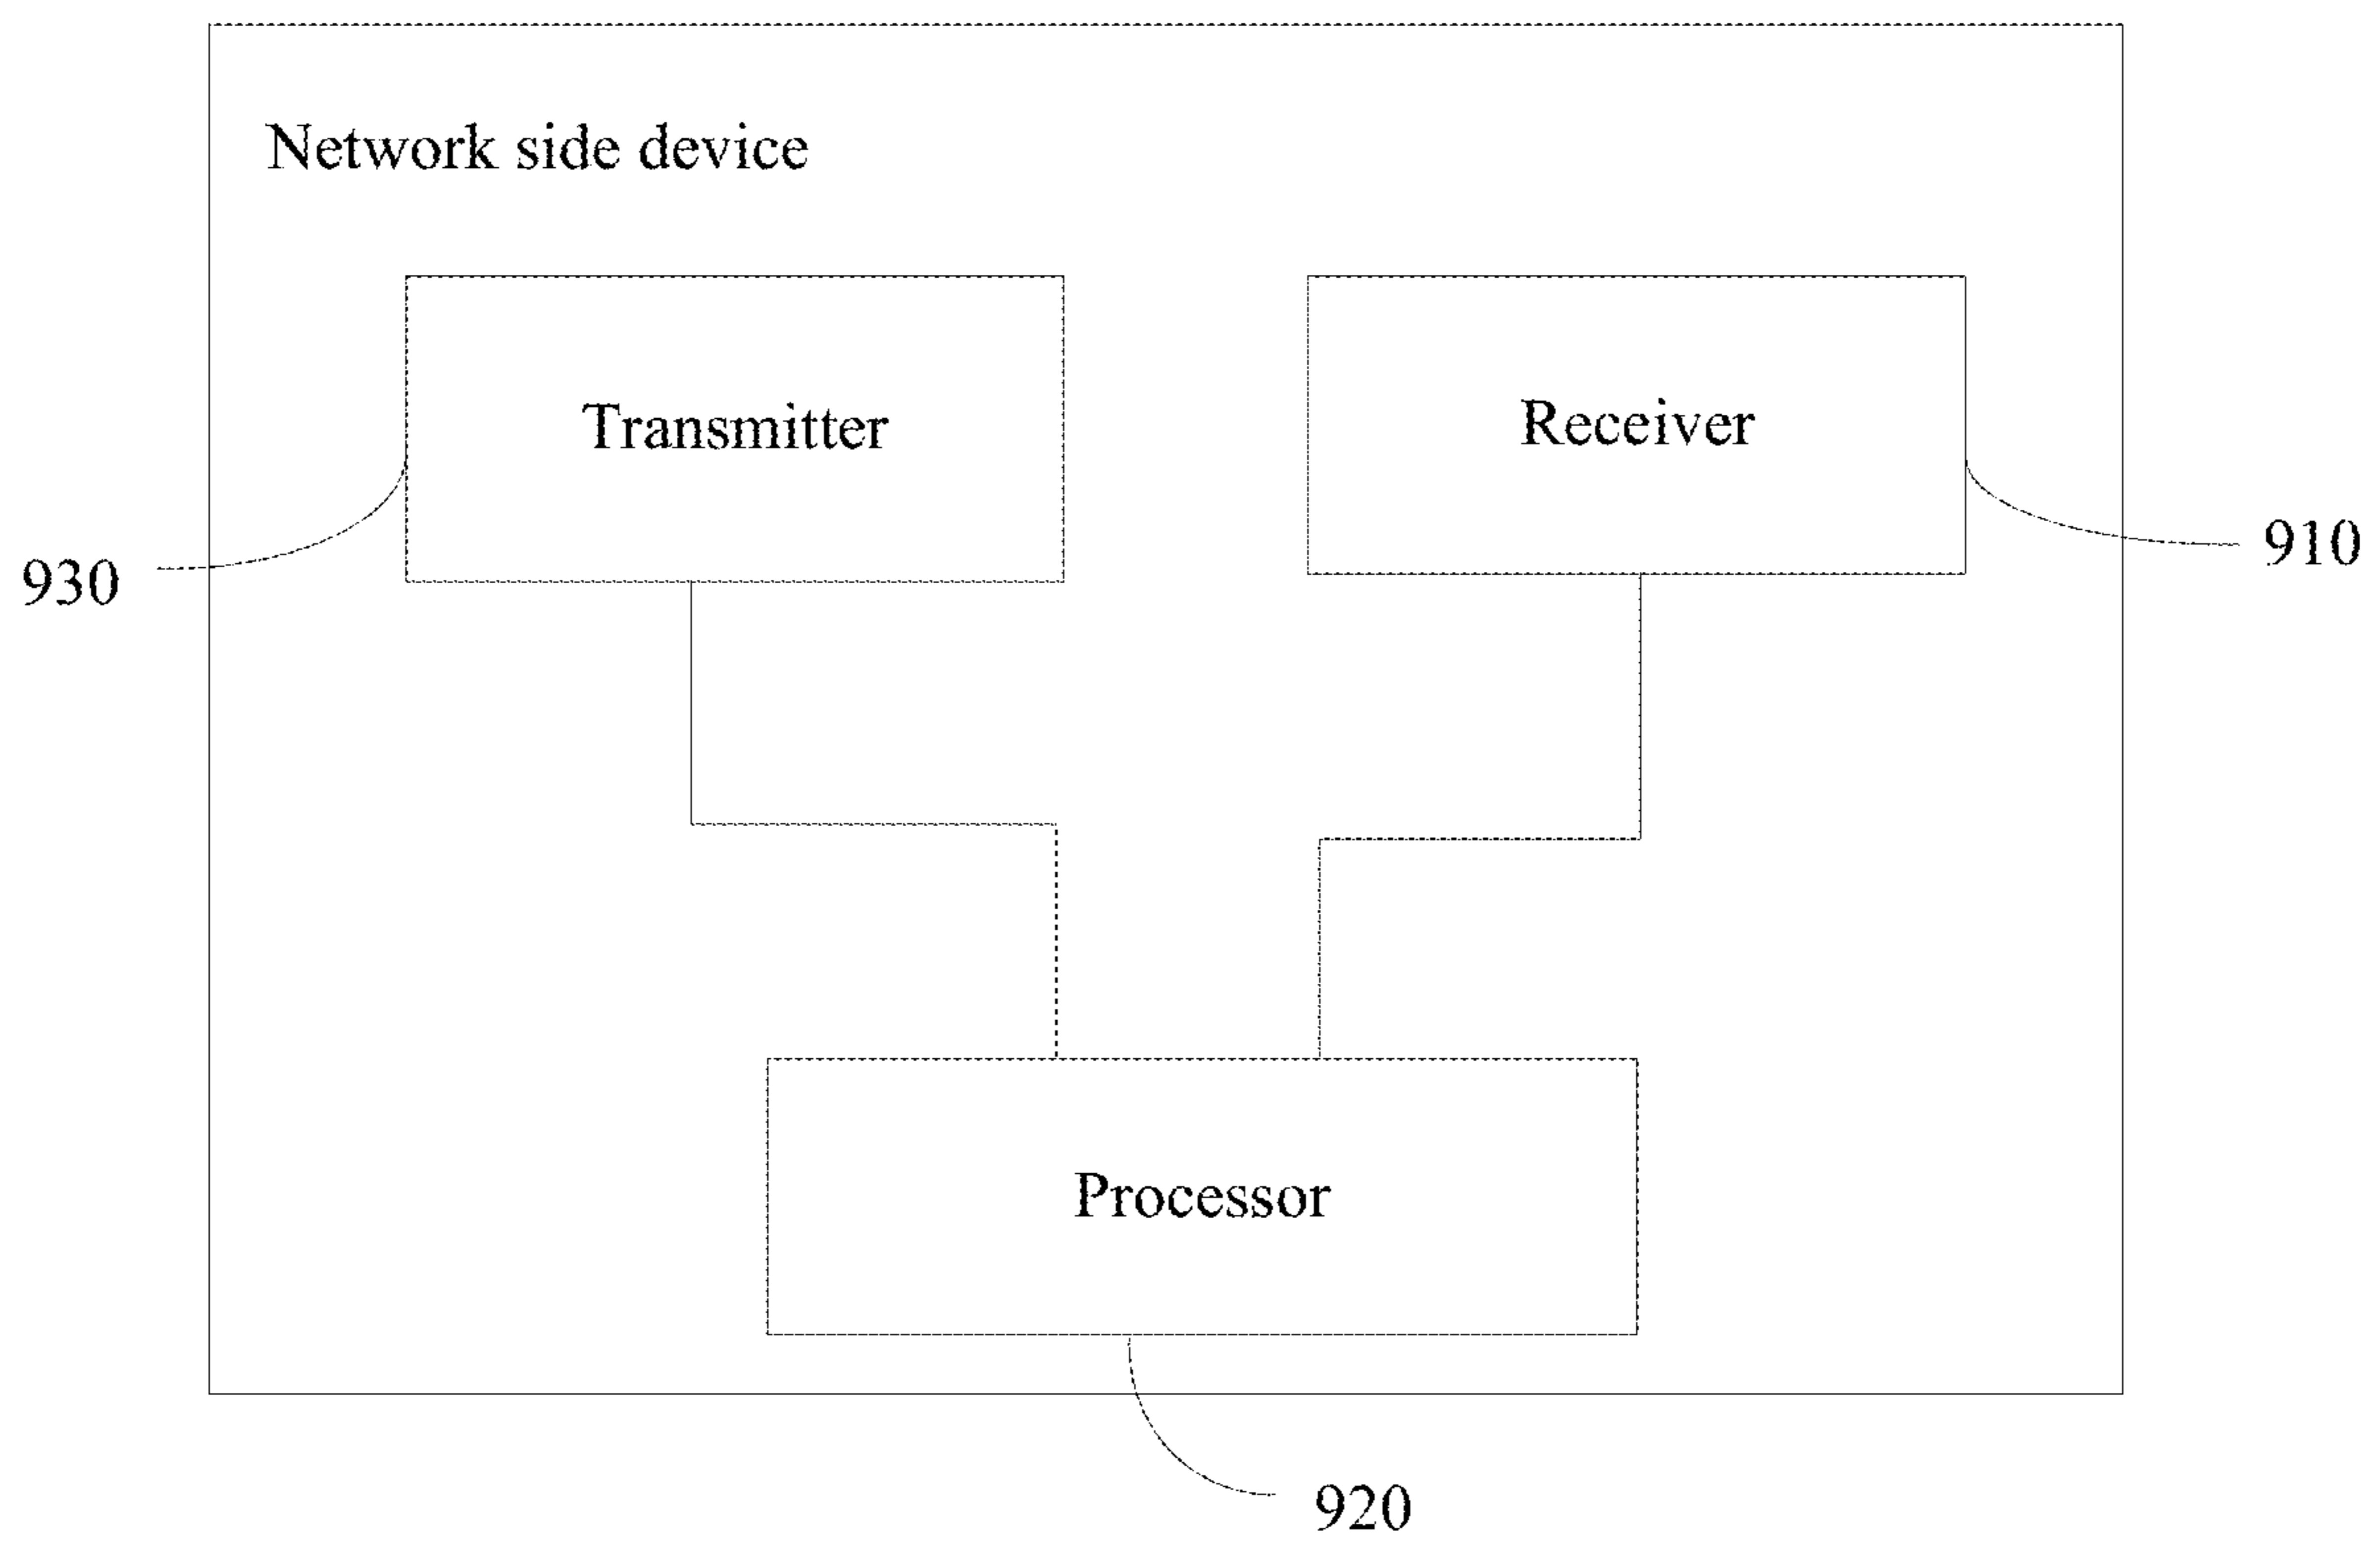 Network side device
Transmitter
Receiver
930
910
Processor
920